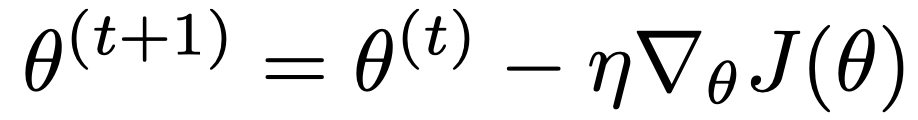 θ^(t+1) = θ^(t) − η∇_θ J(θ)